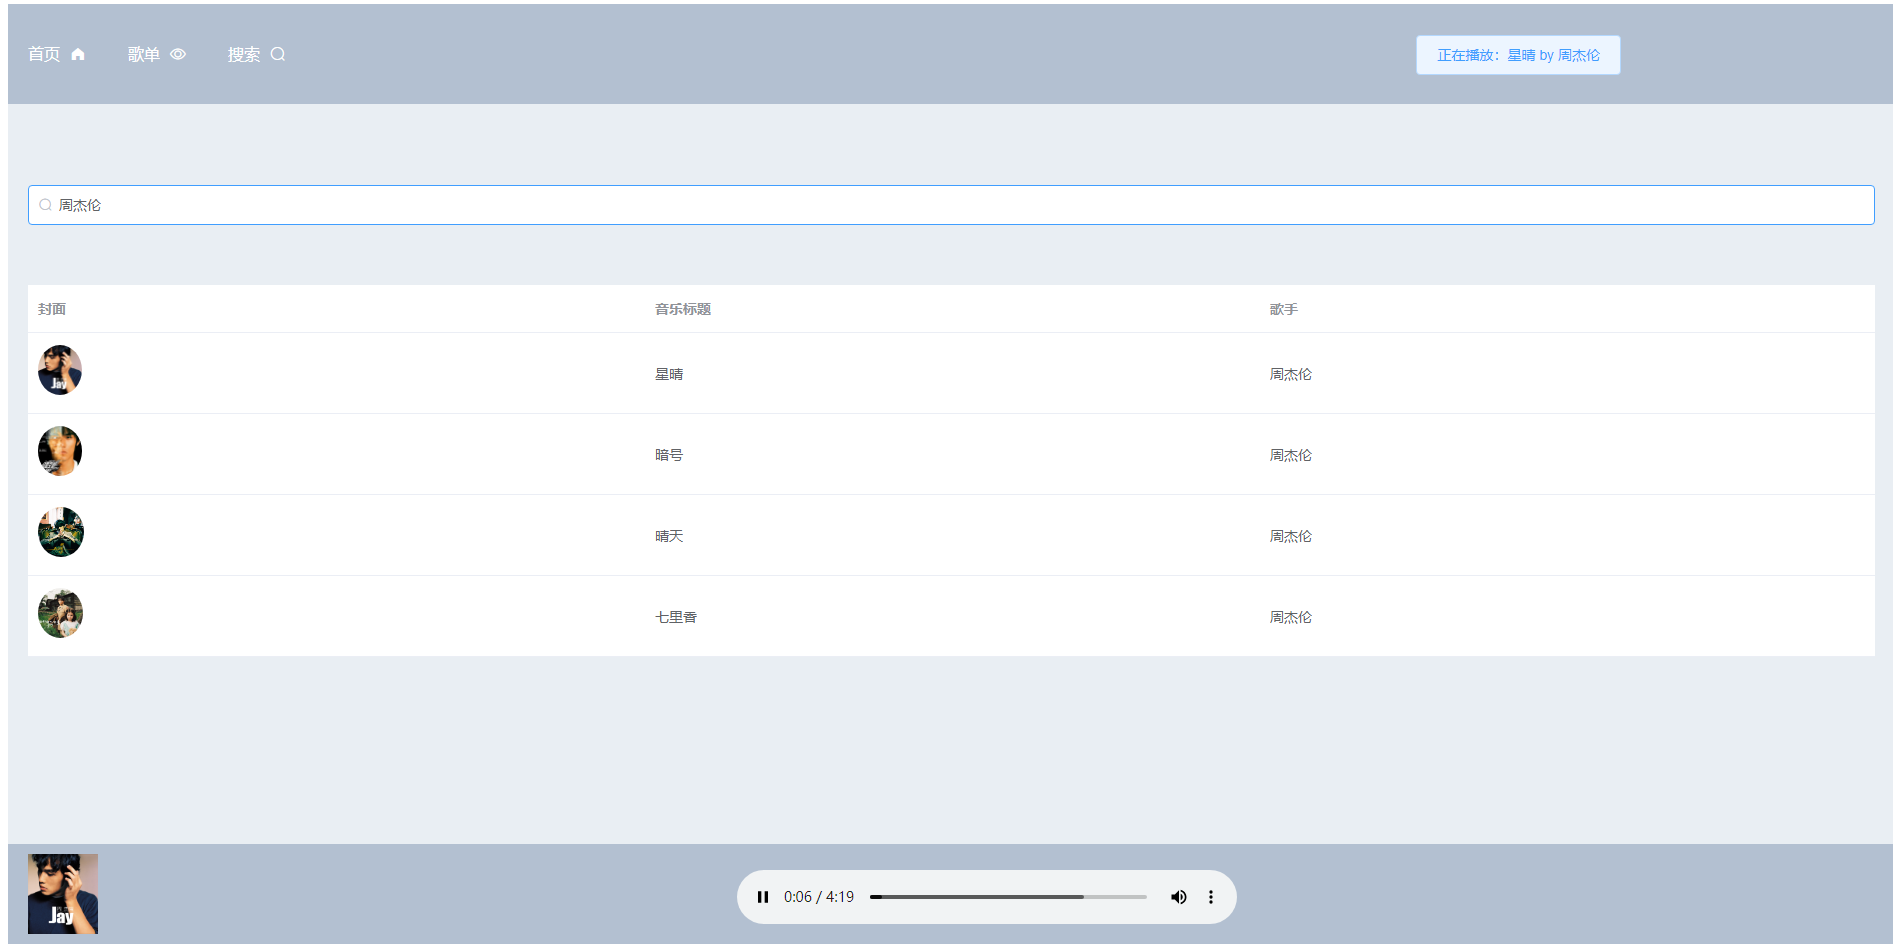 首页
歌单
搜索
正在播放：星晴 by 周杰伦
周杰伦
封面 音乐标题 歌手
Jay 星晴 周杰伦
暗号 周杰伦
晴天 周杰伦
七里香 周杰伦
Jay
0:06 / 4:19